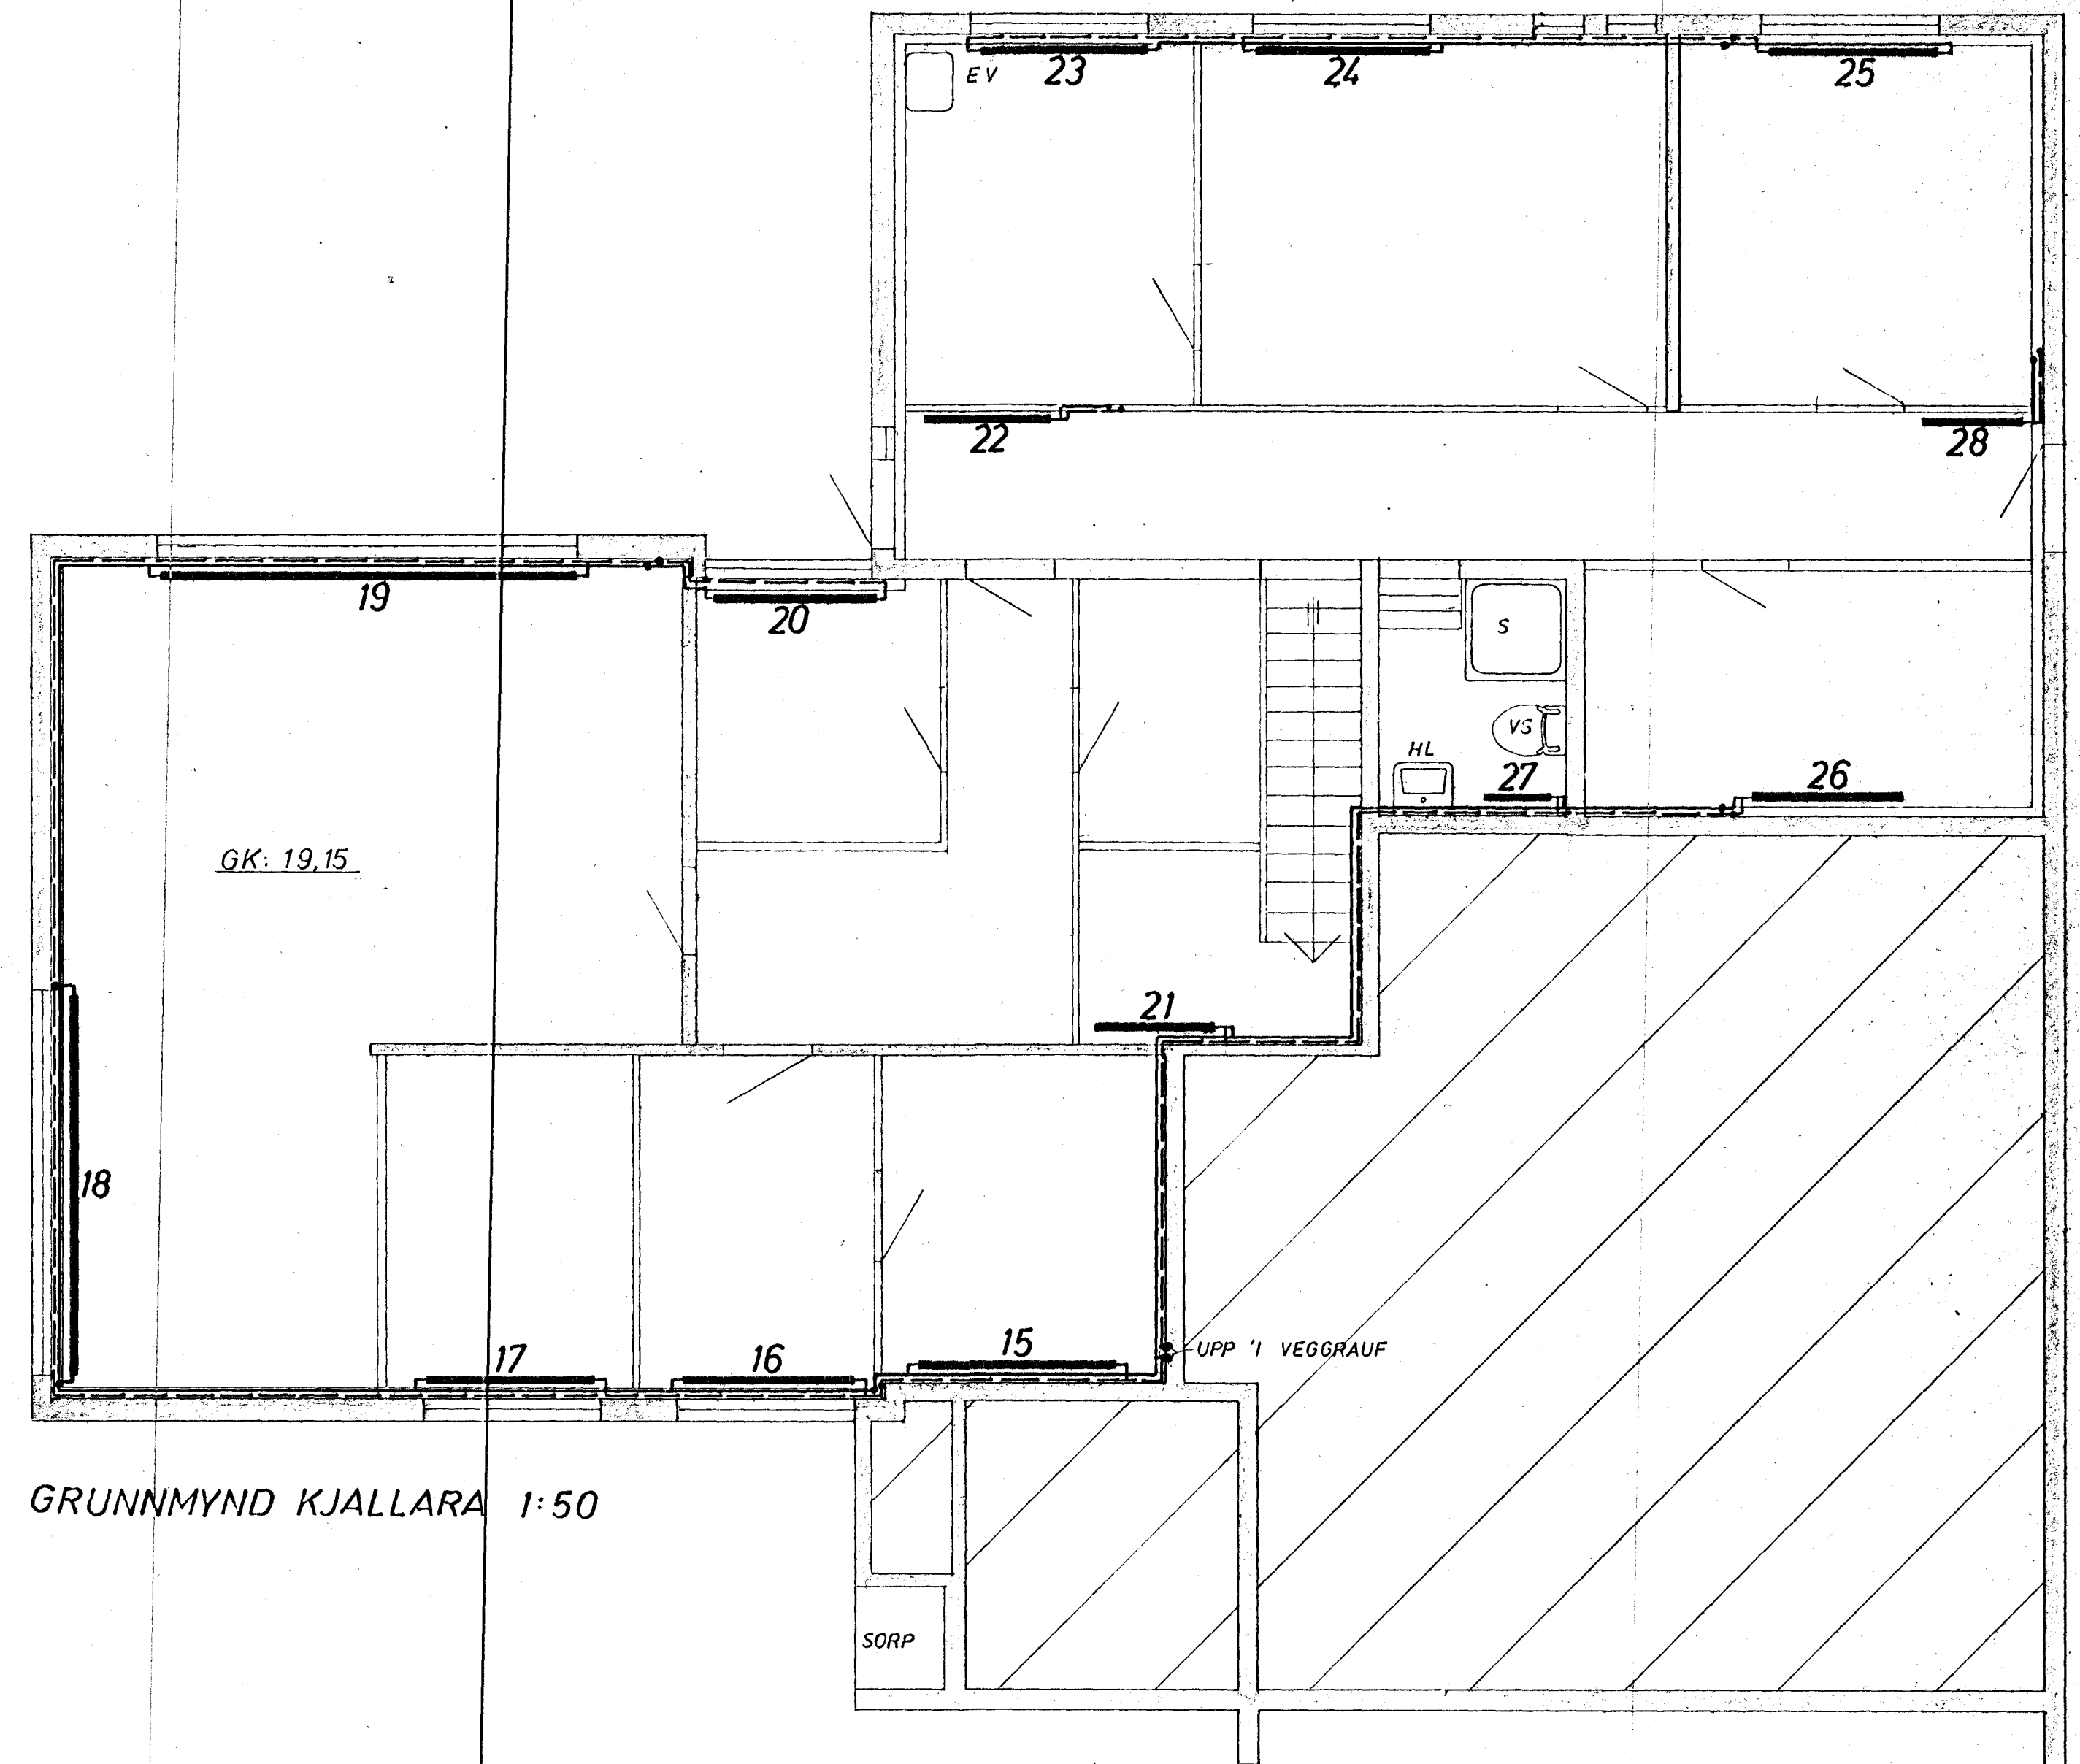 EV
23
24
25
22
28
19
20
S
VS
HL
27
26
GK: 19,15
21
18
17
16
15
UPP 'I VEGGRAUF
GRUNNMYND KJALLARA 1:50
SORP